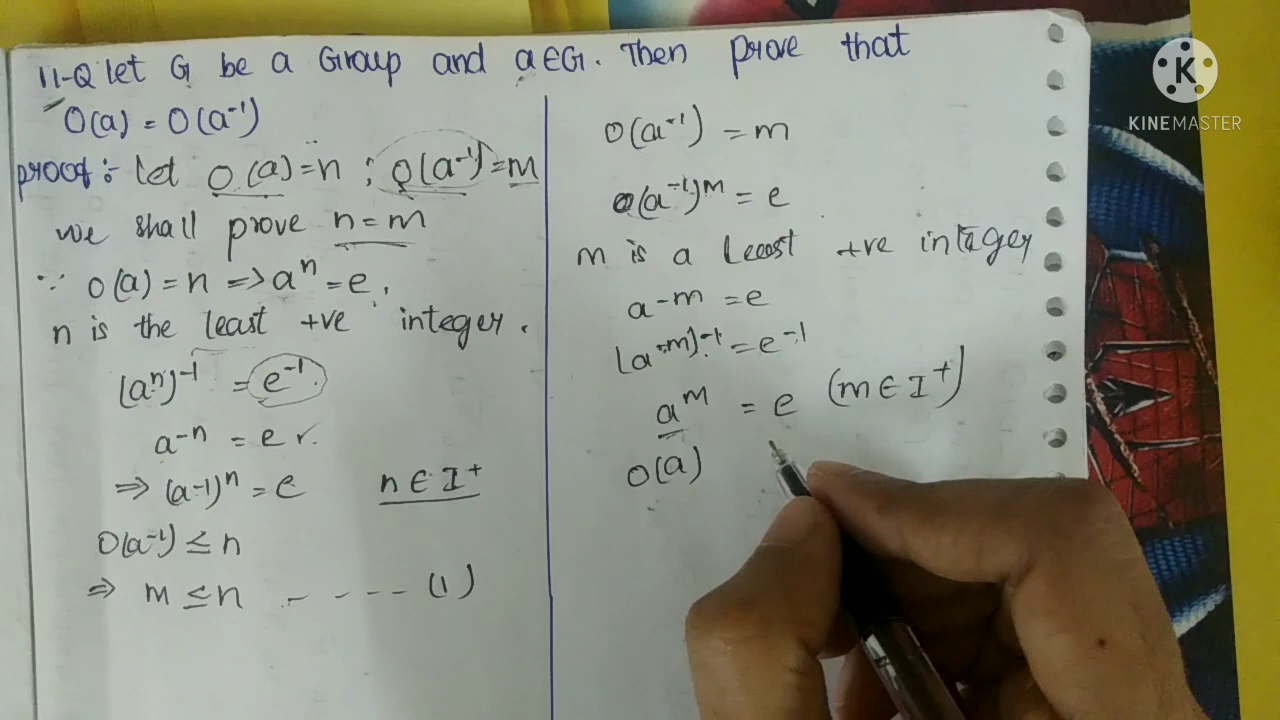 11-Q let G be a Group and a∈G. Then prove that
O(a) = O(a⁻¹)
proof:- let O(a)=n ; O(a⁻¹)=m
we shall prove n=m
∵ O(a)=n ⇒ aⁿ=e.
n is the least +ve integer.
(aⁿ)⁻¹ = e⁻¹.
a⁻ⁿ = e
⇒ (a⁻¹)ⁿ = e n∈I⁺
O(a⁻¹) ≤ n
⇒ m ≤ n - - - - - (1)
O(a⁻¹) = m
(a⁻¹)ᵐ = e
m is a least +ve integer
a⁻ᵐ = e
(a⁻ᵐ)⁻¹ = e⁻¹
aᵐ = e (m∈I⁺)
O(a)
K
KINEMASTER